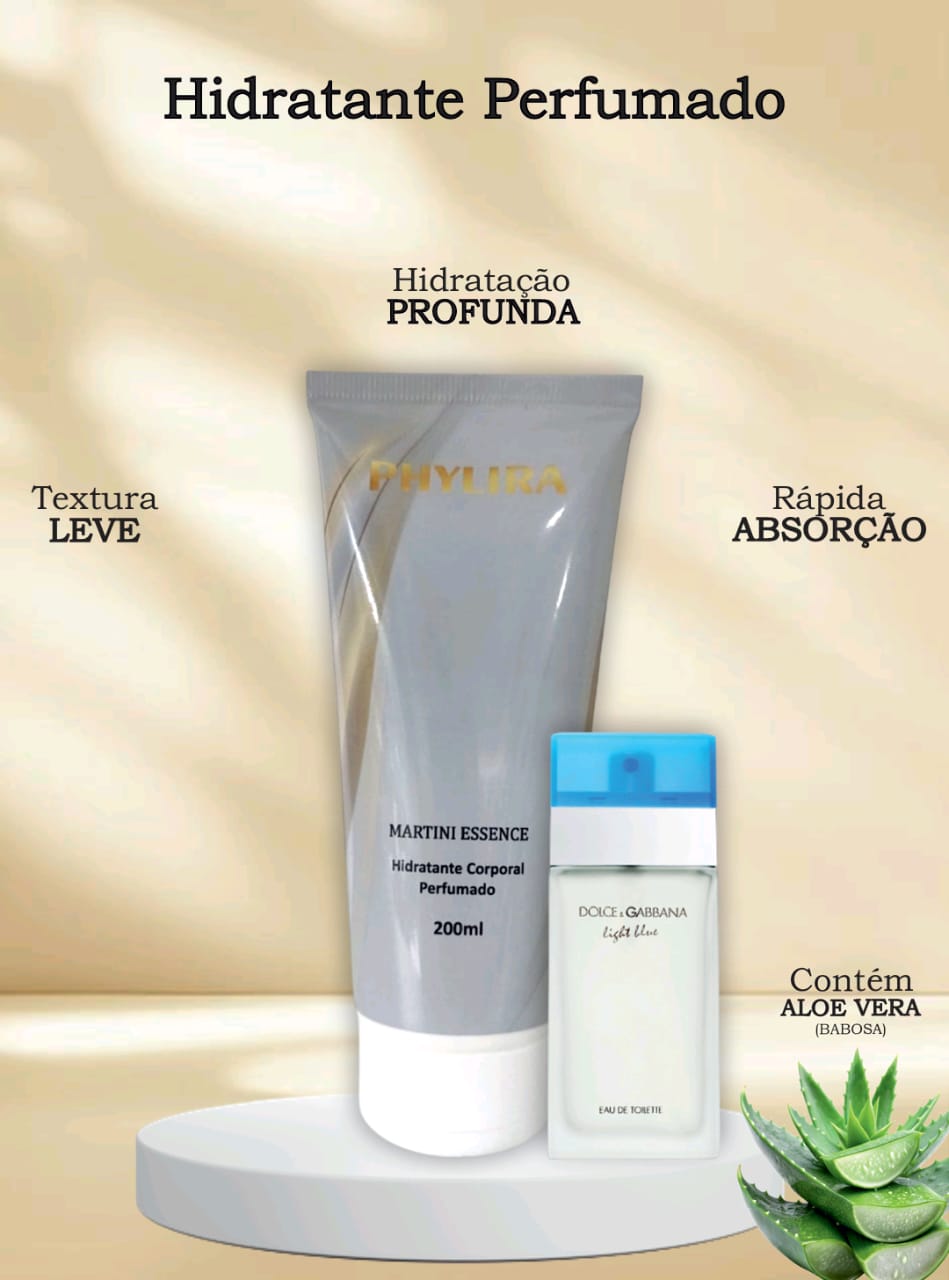 Hidratante Perfumado
Hidratação
PROFUNDA
Textura
LEVE
Rápida
ABSORÇÃO
PHYLIRA
MARTINI ESSENCE
Hidratante Corporal
Perfumado
200ml
DOLCE & GABBANA
light blue
EAU DE TOILETTE
Contém
ALOE VERA
(BABOSA)